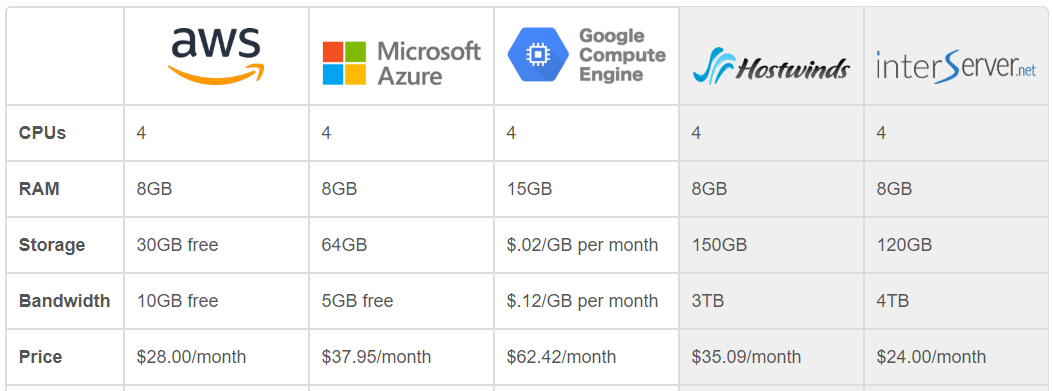 aws
Microsoft
Azure
Google
Compute
Engine
Hostwinds
interServer.net
CPUs 4 4 4 4 4
RAM 8GB 8GB 15GB 8GB 8GB
Storage 30GB free 64GB $.02/GB per month 150GB 120GB
Bandwidth 10GB free 5GB free $.12/GB per month 3TB 4TB
Price $28.00/month $37.95/month $62.42/month $35.09/month $24.00/month